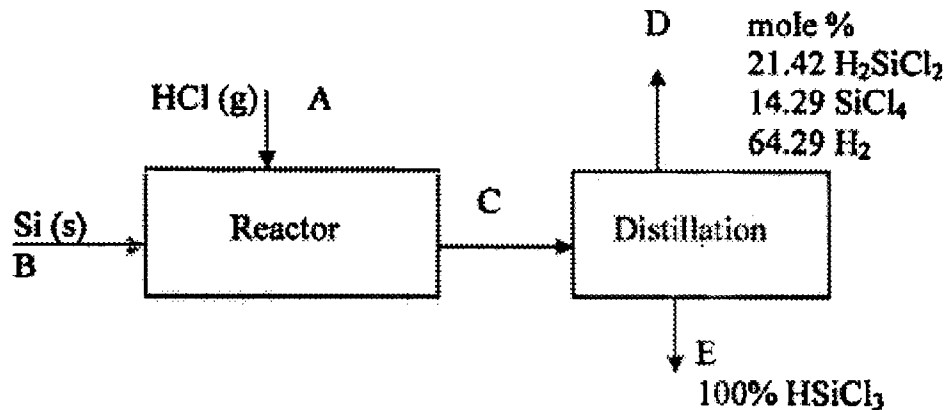 D mole %
21.42 H₂SiCl₂
14.29 SiCl₄
64.29 H₂
HCl (g) A
Si (s)
B
Reactor
C
Distillation
E
100% HSiCl₃